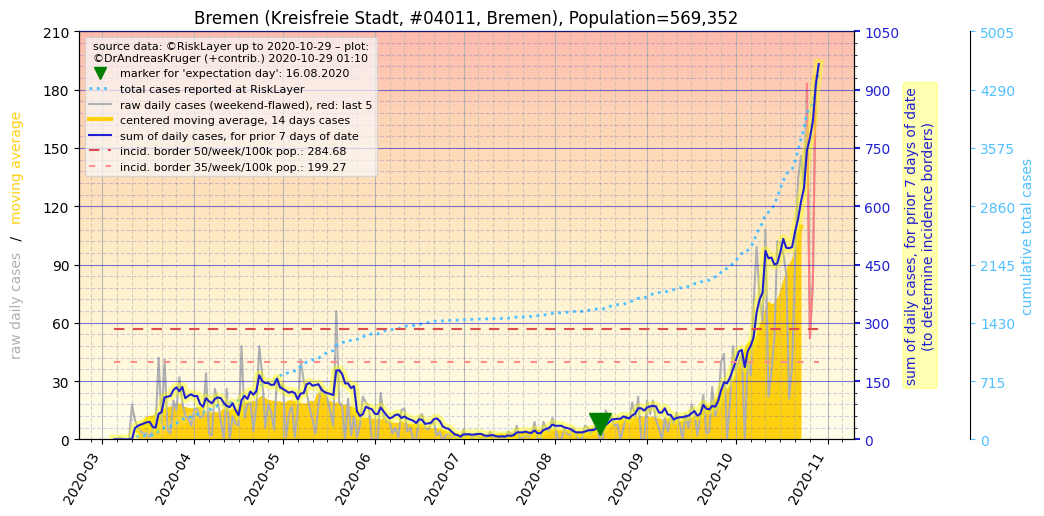 Bremen (Kreisfreie Stadt, #04011, Bremen), Population=569,352
source data: ©RiskLayer up to 2020-10-29 – plot:
©DrAndreasKruger (+contrib.) 2020-10-29 01:10
marker for 'expectation day': 16.08.2020
total cases reported at RiskLayer
raw daily cases (weekend-flawed), red: last 5
centered moving average, 14 days cases
sum of daily cases, for prior 7 days of date
incid. border 50/week/100k pop.: 284.68
incid. border 35/week/100k pop.: 199.27
raw daily cases / moving average
210
180
150
120
90
60
30
0
2020-03
2020-04
2020-05
2020-06
2020-07
2020-08
2020-09
2020-10
2020-11
1050
900
750
600
450
300
150
0
sum of daily cases, for prior 7 days of date
(to determine incidence borders)
5005
4290
3575
2860
2145
1430
715
0
cumulative total cases